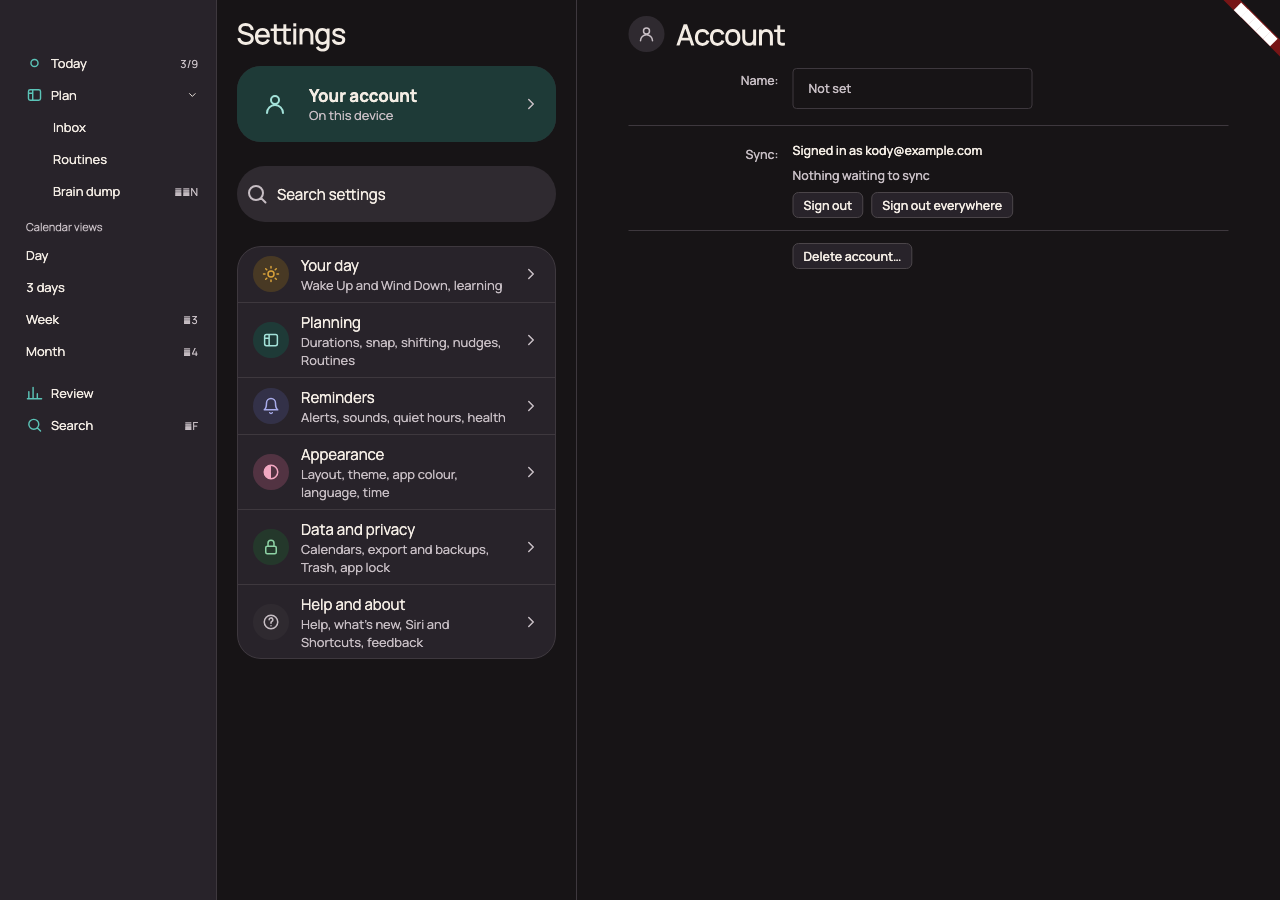 Today 3/9
Plan
Inbox
Routines
Brain dump N
Calendar views
Day
3 days
Week 3
Month 4
Review
Search F
Settings
Your account
On this device
Search settings
Your day
Wake Up and Wind Down, learning
Planning
Durations, snap, shifting, nudges,
Routines
Reminders
Alerts, sounds, quiet hours, health
Appearance
Layout, theme, app colour,
language, time
Data and privacy
Calendars, export and backups,
Trash, app lock
Help and about
Help, what's new, Siri and
Shortcuts, feedback
Account
Name: Not set
Sync: Signed in as kody@example.com
Nothing waiting to sync
Sign out Sign out everywhere
Delete account…